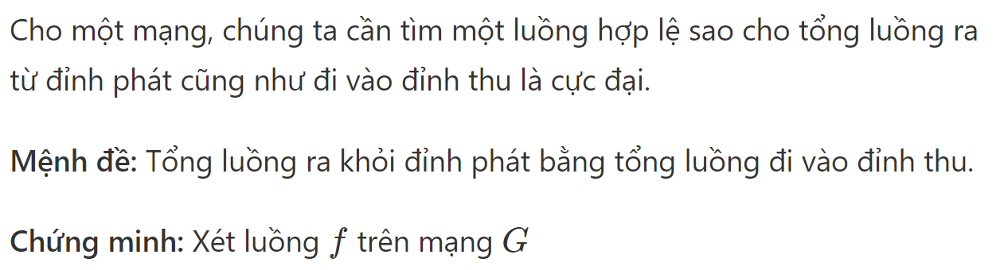 Cho một mạng, chúng ta cần tìm một luồng hợp lệ sao cho tổng luồng ra
từ đỉnh phát cũng như đi vào đỉnh thu là cực đại.
Mệnh đề: Tổng luồng ra khỏi đỉnh phát bằng tổng luồng đi vào đỉnh thu.
Chứng minh: Xét luồng f trên mạng G